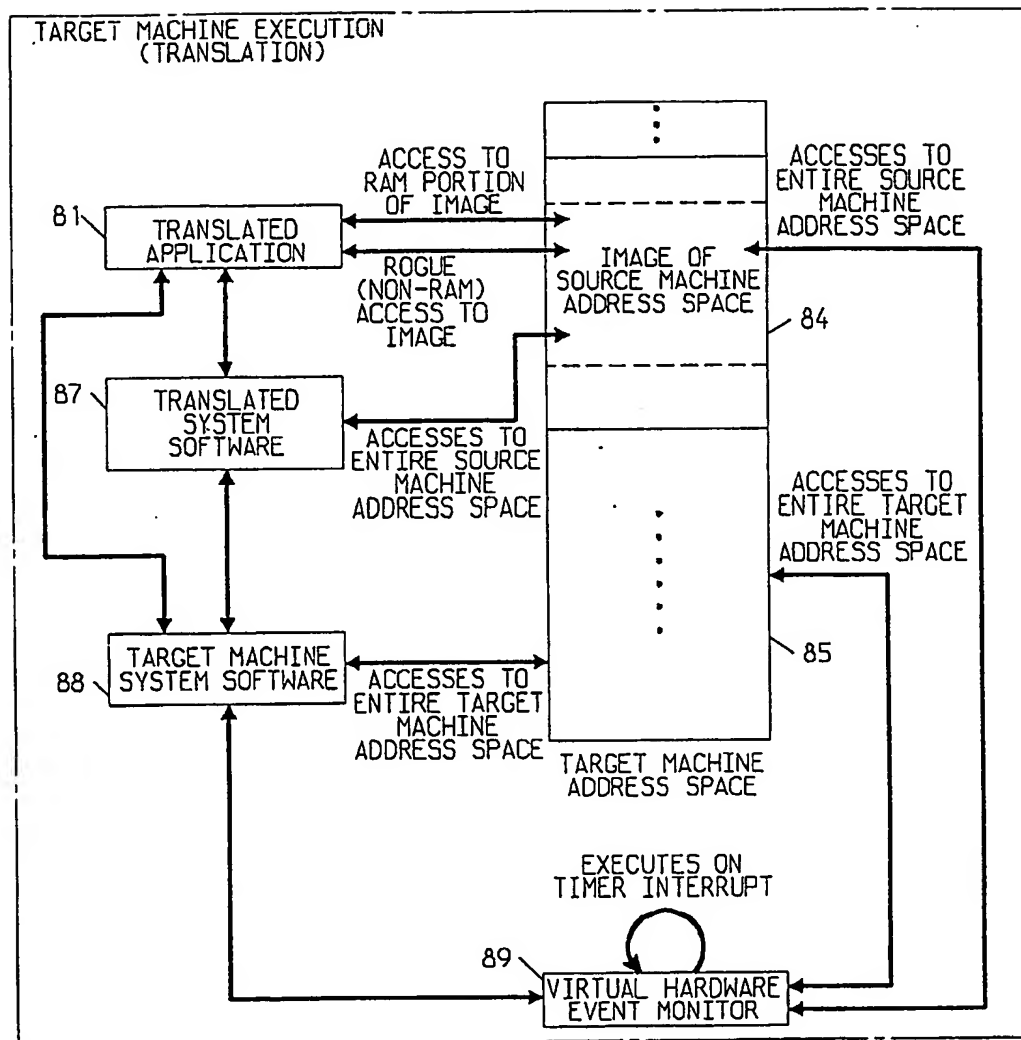 TARGET MACHINE EXECUTION
(TRANSLATION)
ACCESS TO
RAM PORTION
OF IMAGE
ACCESSES TO
ENTIRE SOURCE
MACHINE
ADDRESS SPACE
81
TRANSLATED
APPLICATION
ROGUE
(NON-RAM)
ACCESS TO
IMAGE
IMAGE OF
SOURCE MACHINE
ADDRESS SPACE
84
87
TRANSLATED
SYSTEM
SOFTWARE
ACCESSES TO
ENTIRE SOURCE
MACHINE
ADDRESS SPACE
ACCESSES TO
ENTIRE TARGET
MACHINE
ADDRESS SPACE
88
TARGET MACHINE
SYSTEM SOFTWARE
ACCESSES TO
ENTIRE TARGET
MACHINE
ADDRESS SPACE
85
TARGET MACHINE
ADDRESS SPACE
EXECUTES ON
TIMER INTERRUPT
89
VIRTUAL HARDWARE
EVENT MONITOR